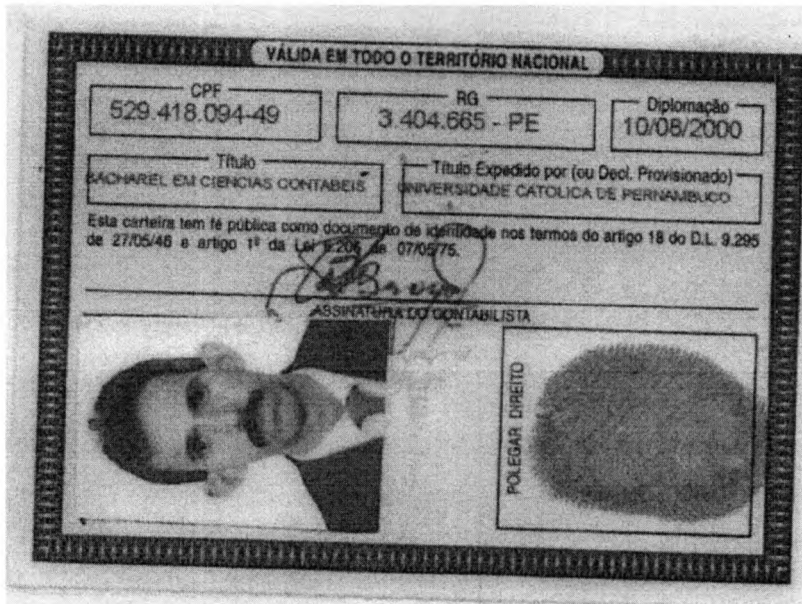 VÁLIDA EM TODO O TERRITÓRIO NACIONAL
CPF
529.418.094-49
RG
3.404.665 - PE
Diplomação
10/08/2000
Título
BACHAREL EM CIENCIAS CONTABEIS
Título Expedido por (ou Decl. Provisionado)
UNIVERSIDADE CATOLICA DE PERNAMBUCO
Esta carteira tem fé pública como documento de identidade nos termos do artigo 18 do D.L. 9.295
de 27/05/46 e artigo 1º da Lei 6.206 de 07/05/75.
ASSINATURA DO CONTABILISTA
POLEGAR DIREITO